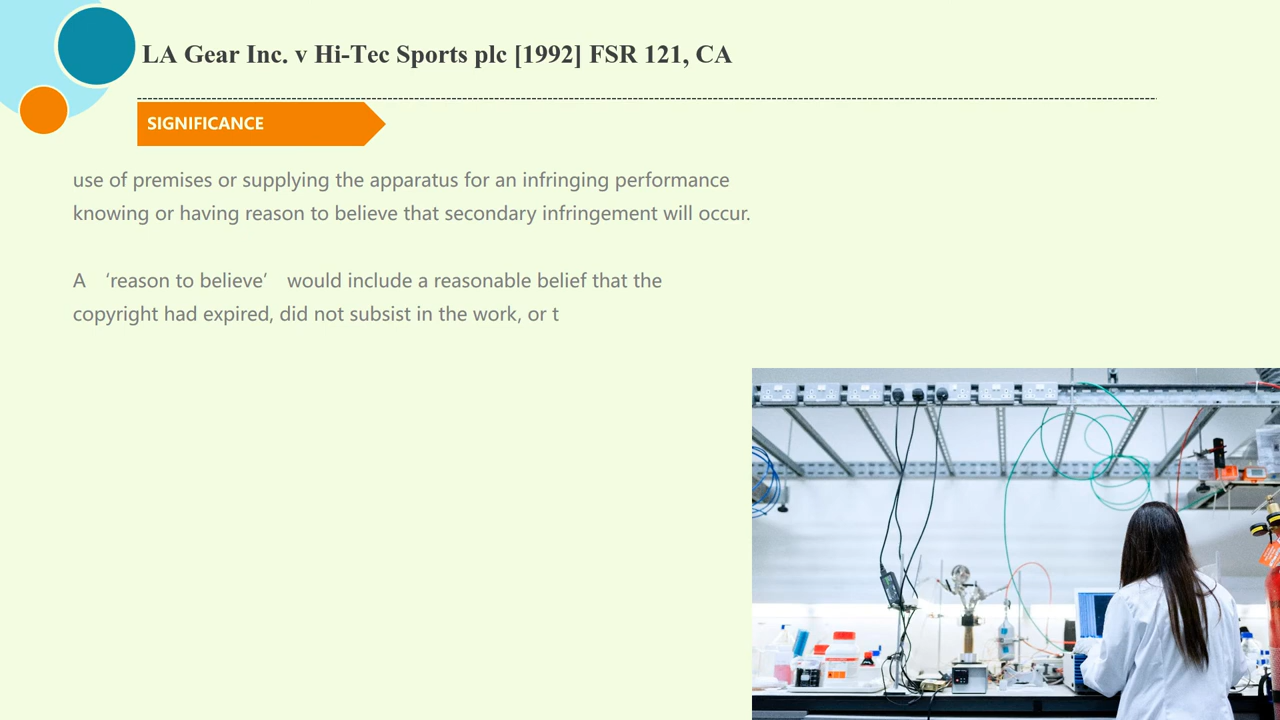 LA Gear Inc. v Hi-Tec Sports plc [1992] FSR 121, CA
SIGNIFICANCE
use of premises or supplying the apparatus for an infringing performance
knowing or having reason to believe that secondary infringement will occur.
A ‘reason to believe’ would include a reasonable belief that the
copyright had expired, did not subsist in the work, or t